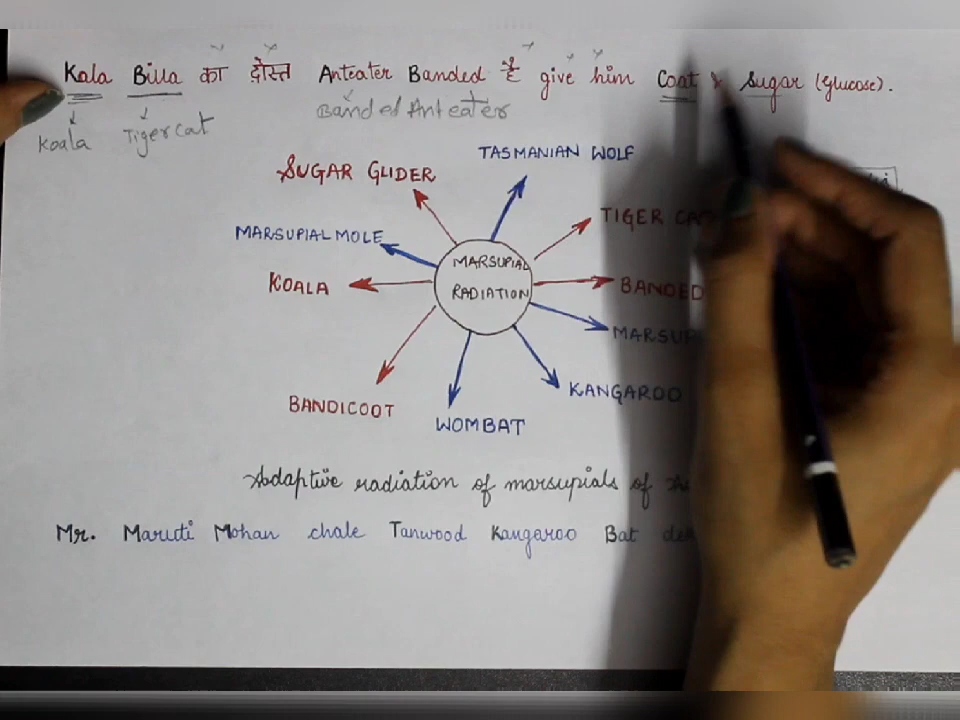 Kala Billa का दोस्त Anteater Banded है give him Coat & Sugar (Glucose).
Koala Tiger cat Banded Anteater
TASMANIAN WOLF
SUGAR GLIDER
TIGER
MARSUPIAL MOLE
MARSUPIAL RADIATION
KOALA
BANDED
KANGAROO
BANDICOOT
WOMBAT
Adaptive radiation of marsupials of
Mr. Maruti Mohan chale Tanwood Kangaroo Bat